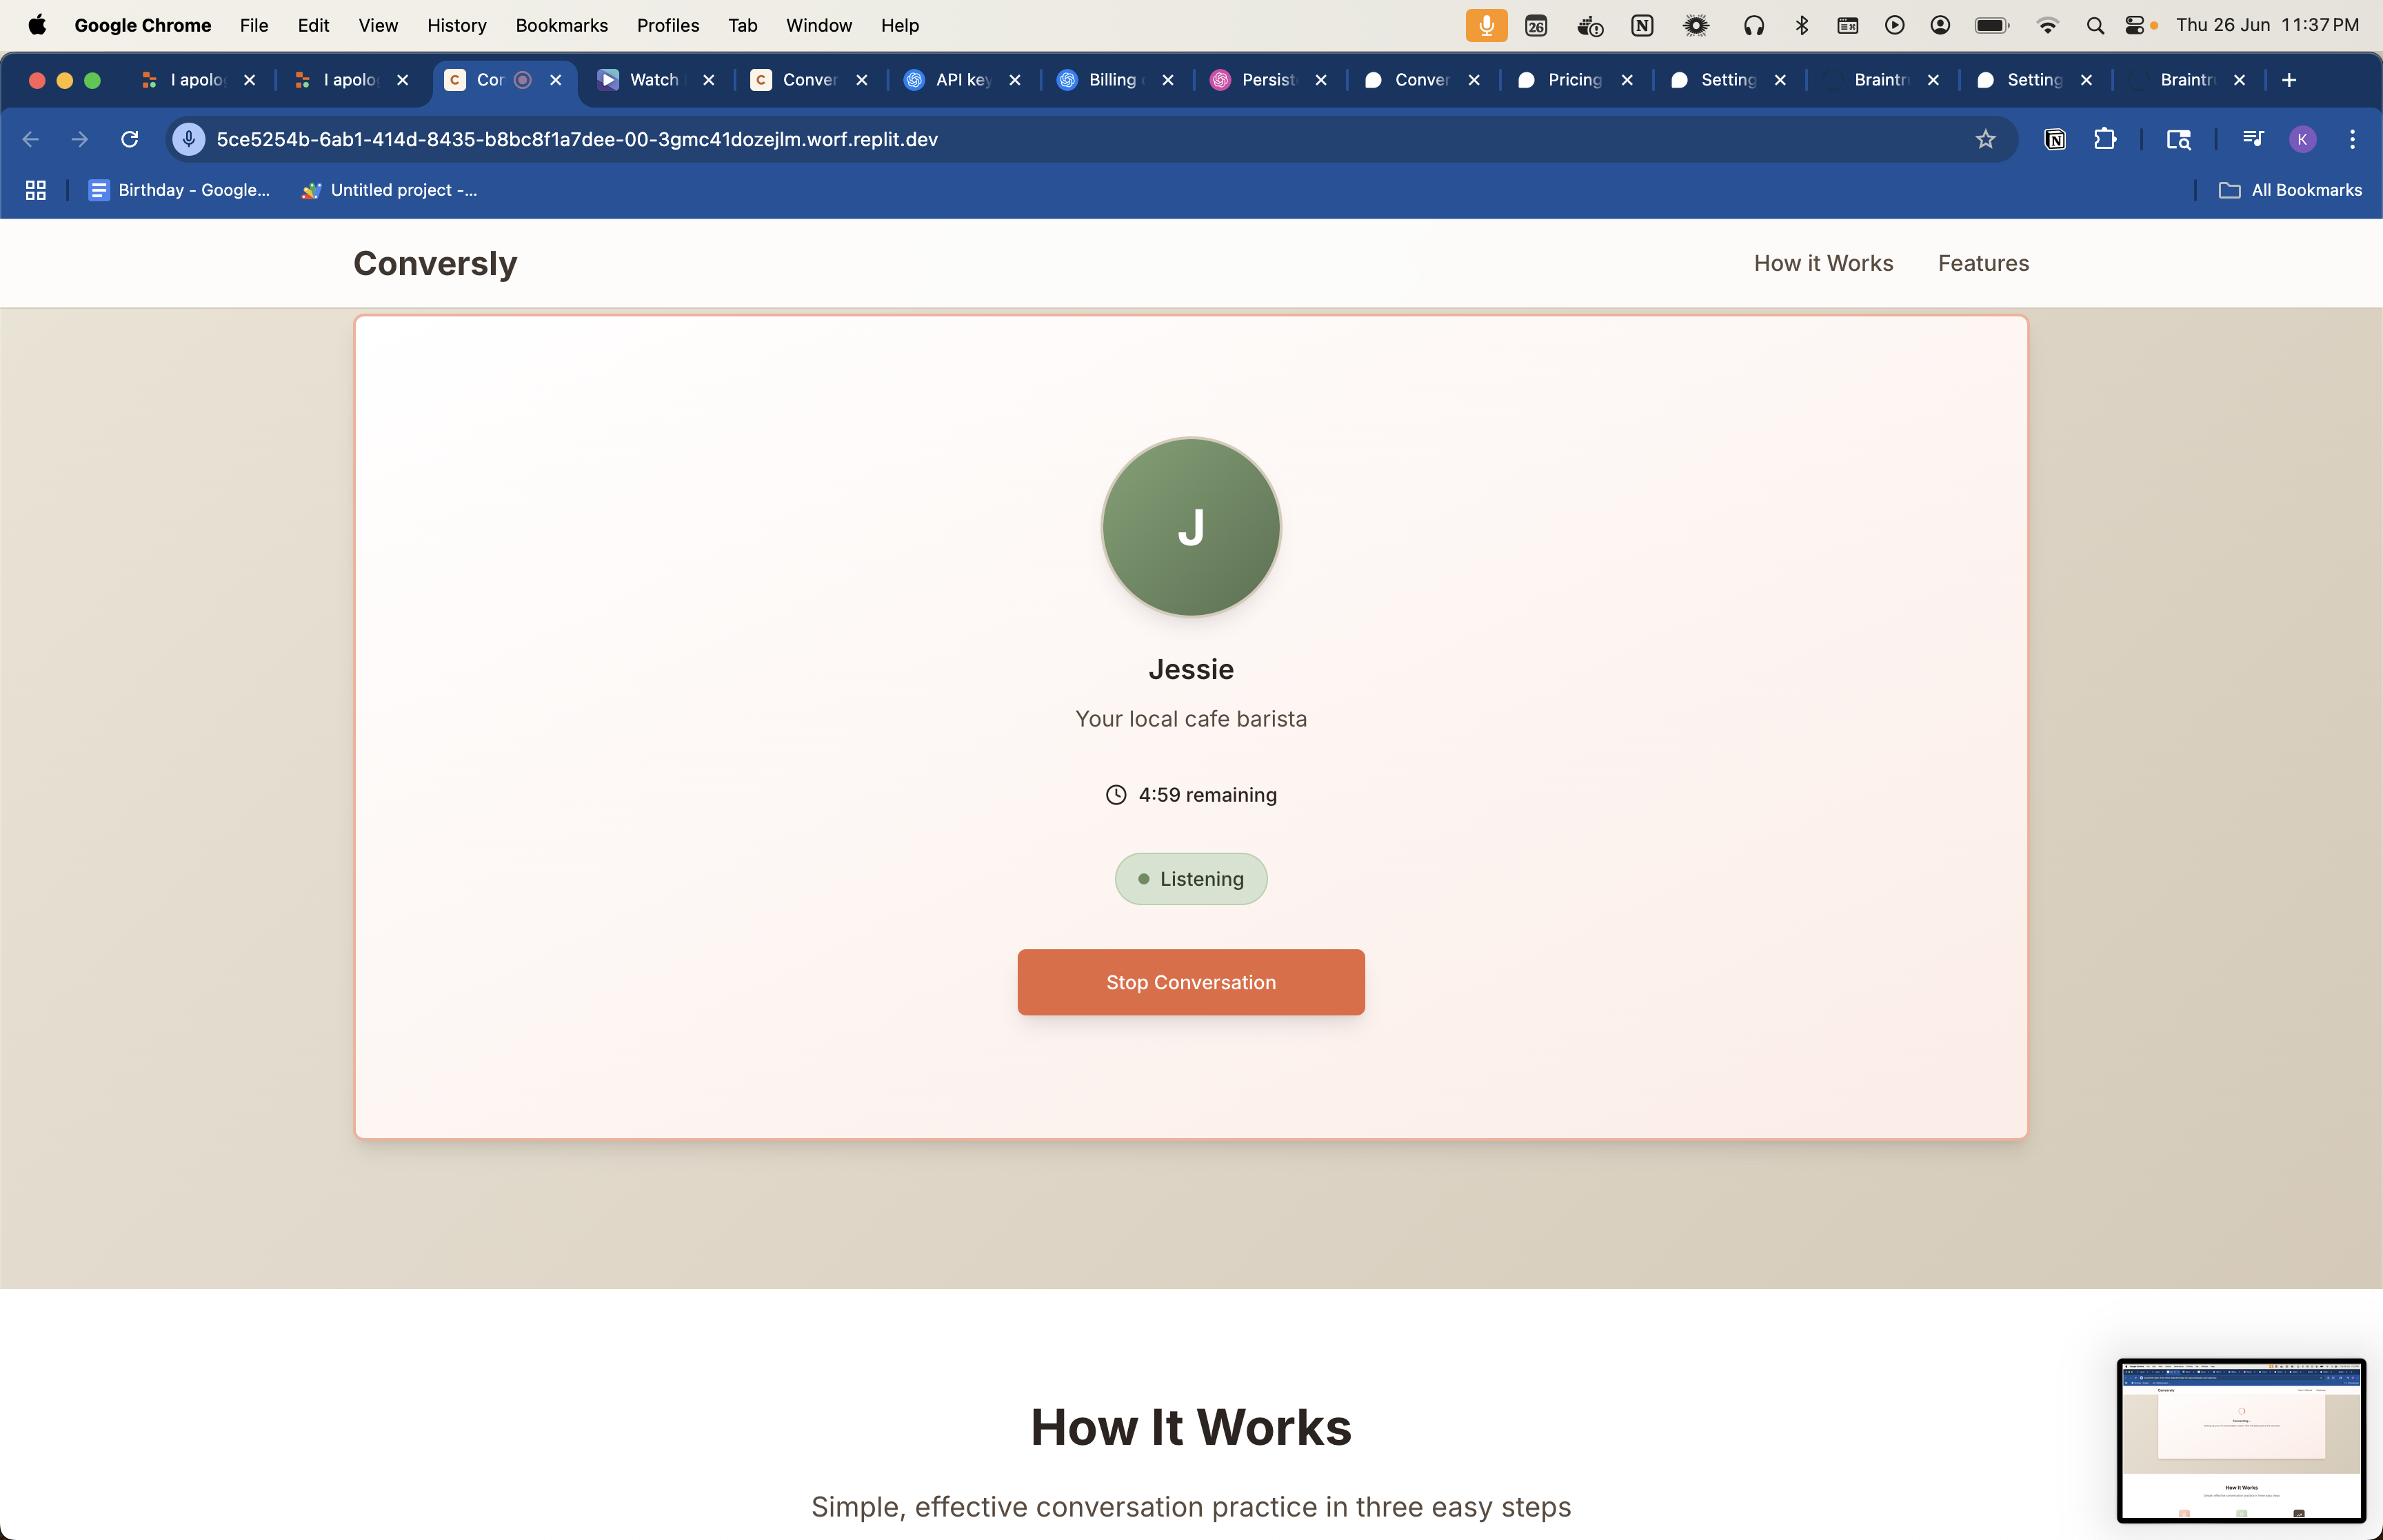 Google Chrome File Edit View History Bookmarks Profiles Tab Window Help 26 Thu 26 Jun 11:37 PM
I apolo I apolo C Con Watch C Conver API key Billing Persist Conver Pricing Setting Braintr Setting Braintr
5ce5254b-6ab1-414d-8435-b8bc8f1a7dee-00-3gmc41dozejlm.worf.replit.dev K
Birthday - Google... Untitled project -... All Bookmarks
Conversly How it Works Features
J
Jessie
Your local cafe barista
4:59 remaining
Listening
Stop Conversation
How It Works
Simple, effective conversation practice in three easy steps